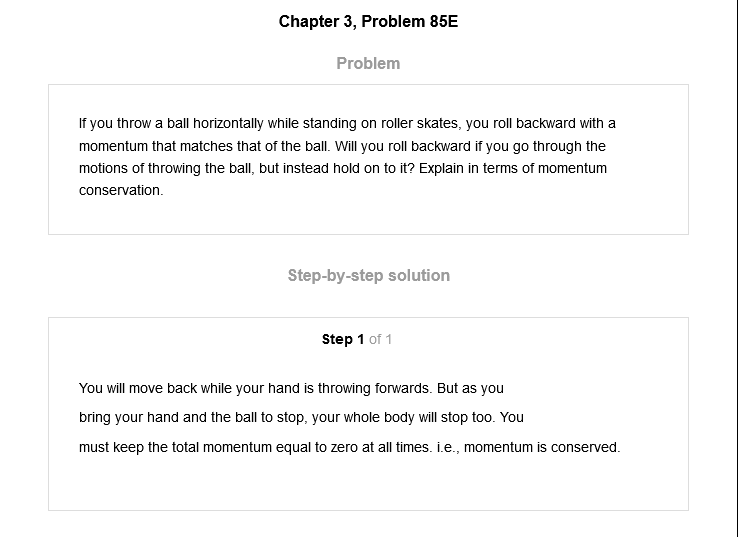 Chapter 3, Problem 85E
Problem
If you throw a ball horizontally while standing on roller skates, you roll backward with a
momentum that matches that of the ball. Will you roll backward if you go through the
motions of throwing the ball, but instead hold on to it? Explain in terms of momentum
conservation.
Step-by-step solution
Step 1 of 1
You will move back while your hand is throwing forwards. But as you
bring your hand and the ball to stop, your whole body will stop too. You
must keep the total momentum equal to zero at all times. i.e., momentum is conserved.